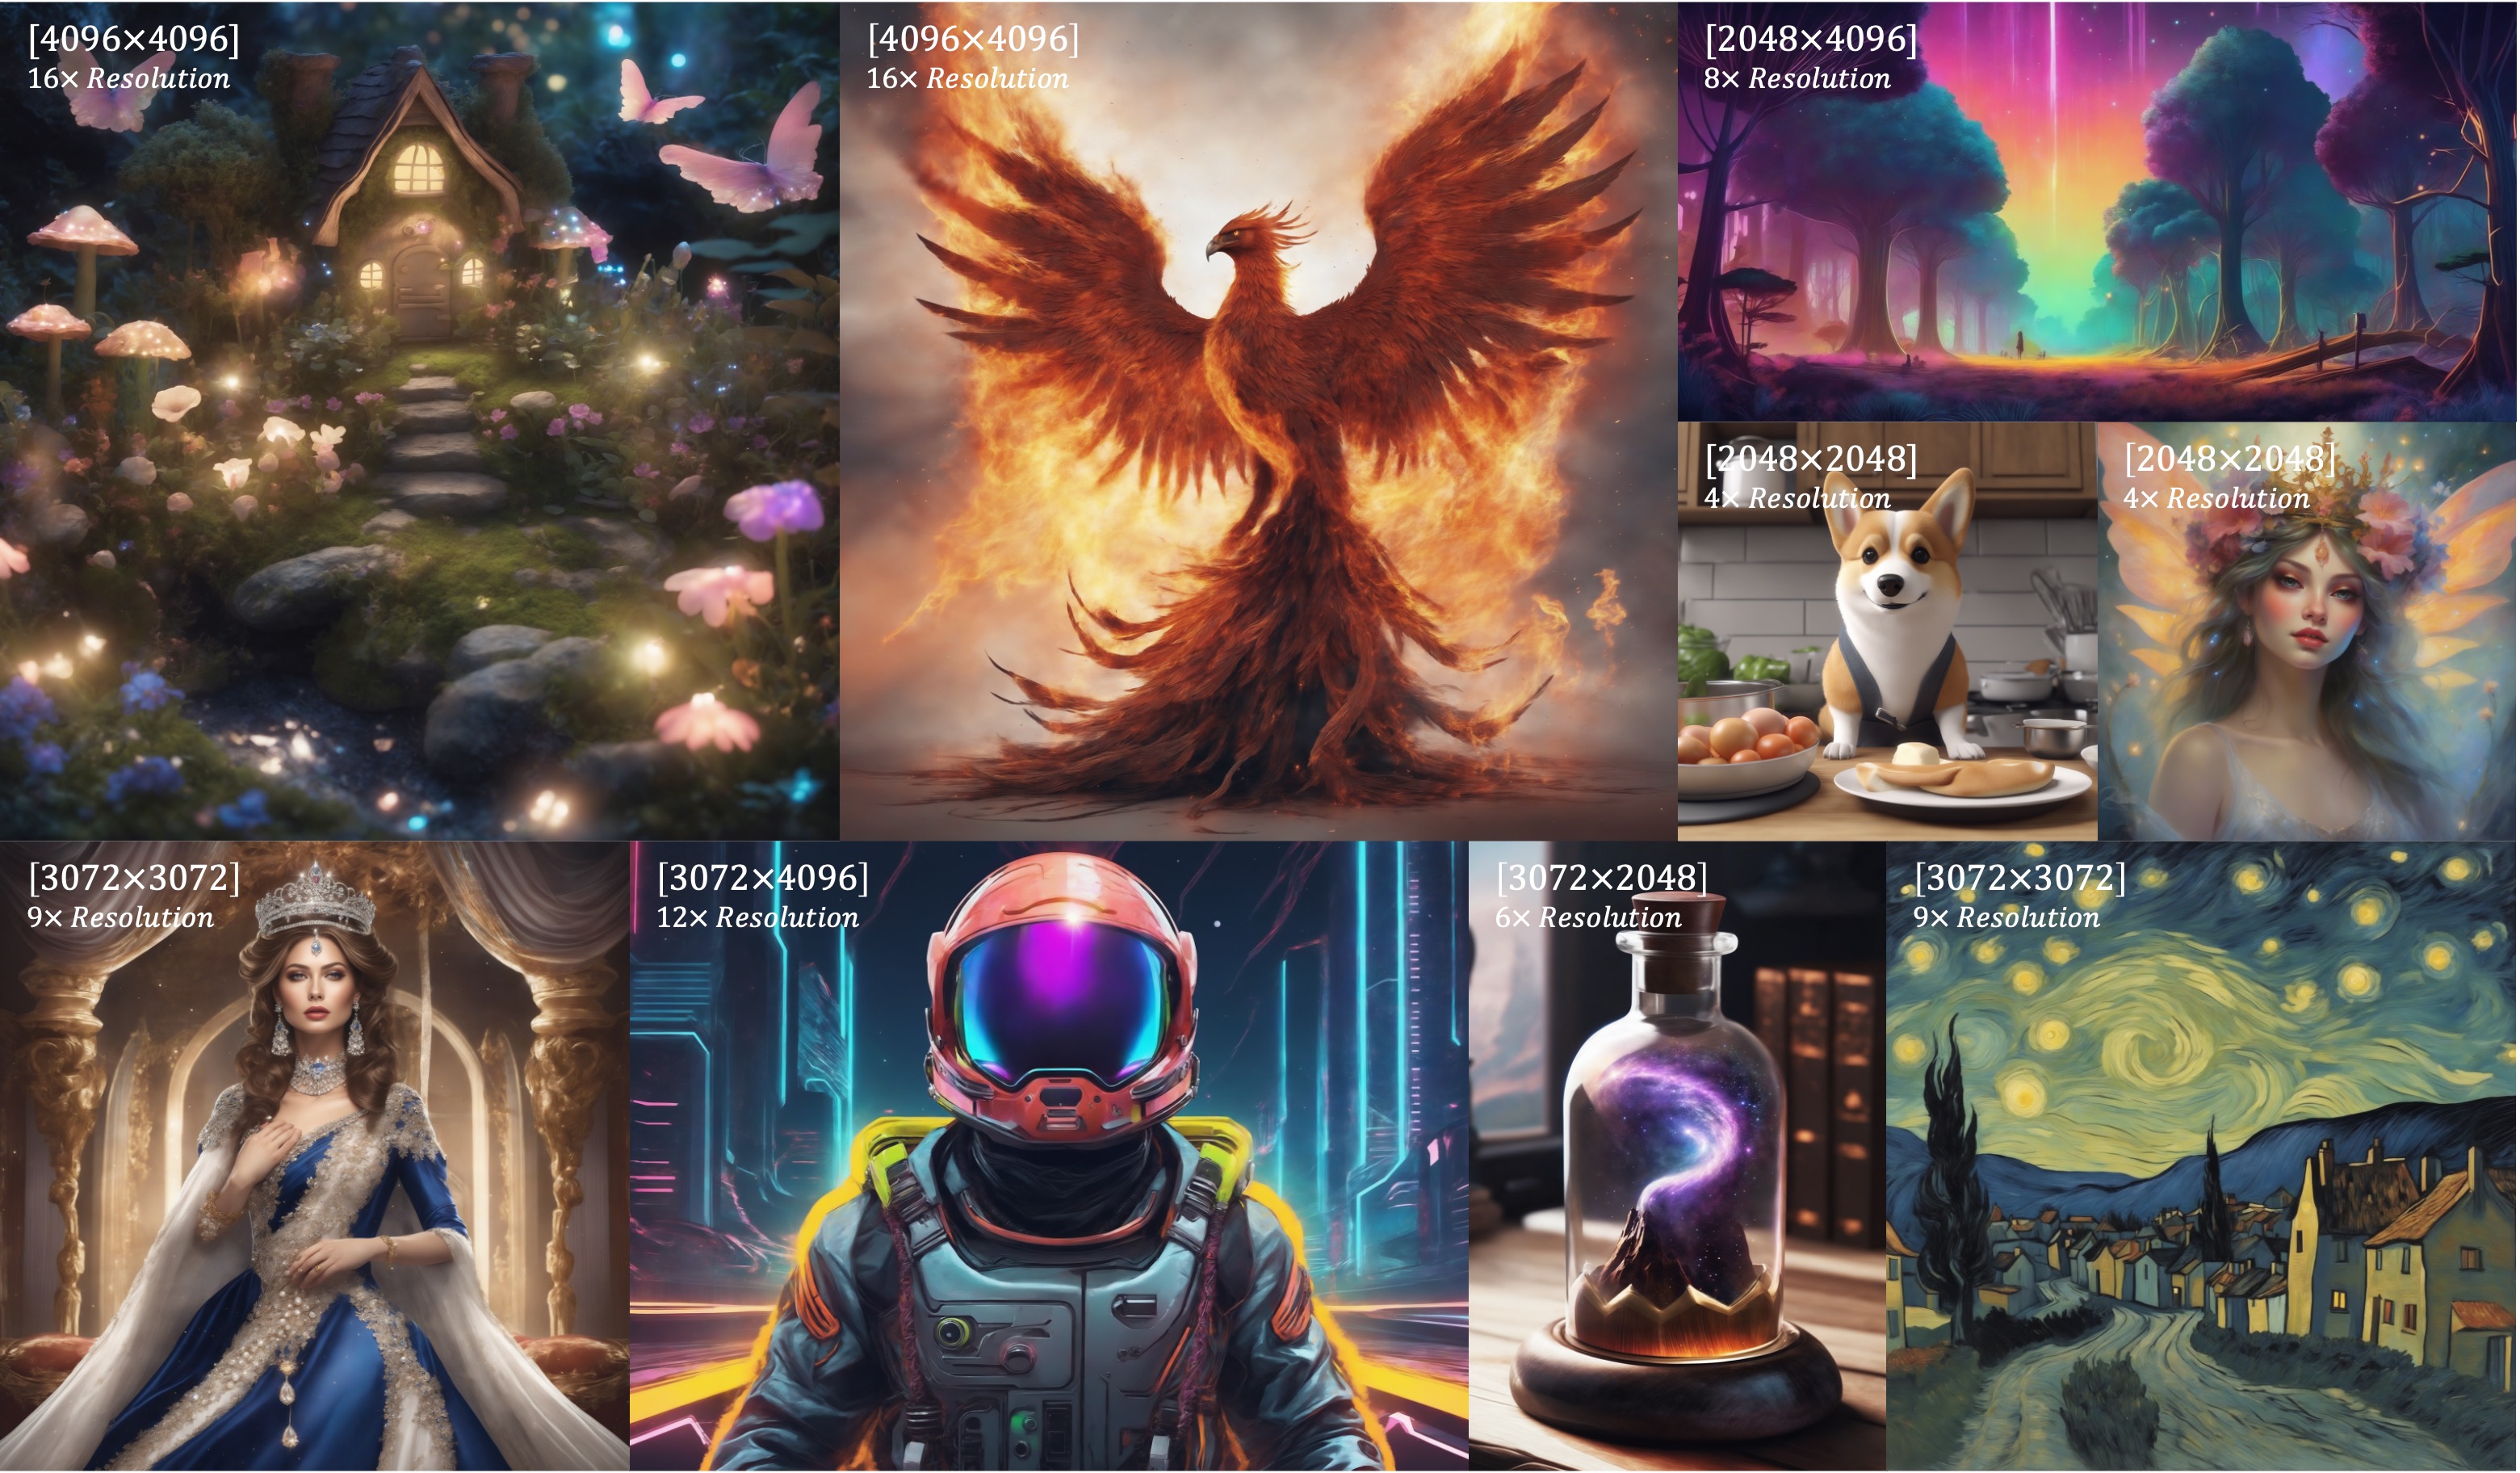 [4096×4096]
16× Resolution
[4096×4096]
16× Resolution
[2048×4096]
8× Resolution
[2048×2048]
4× Resolution
[2048×2048]
4× Resolution
[3072×3072]
9× Resolution
[3072×4096]
12× Resolution
[3072×2048]
6× Resolution
[3072×3072]
9× Resolution